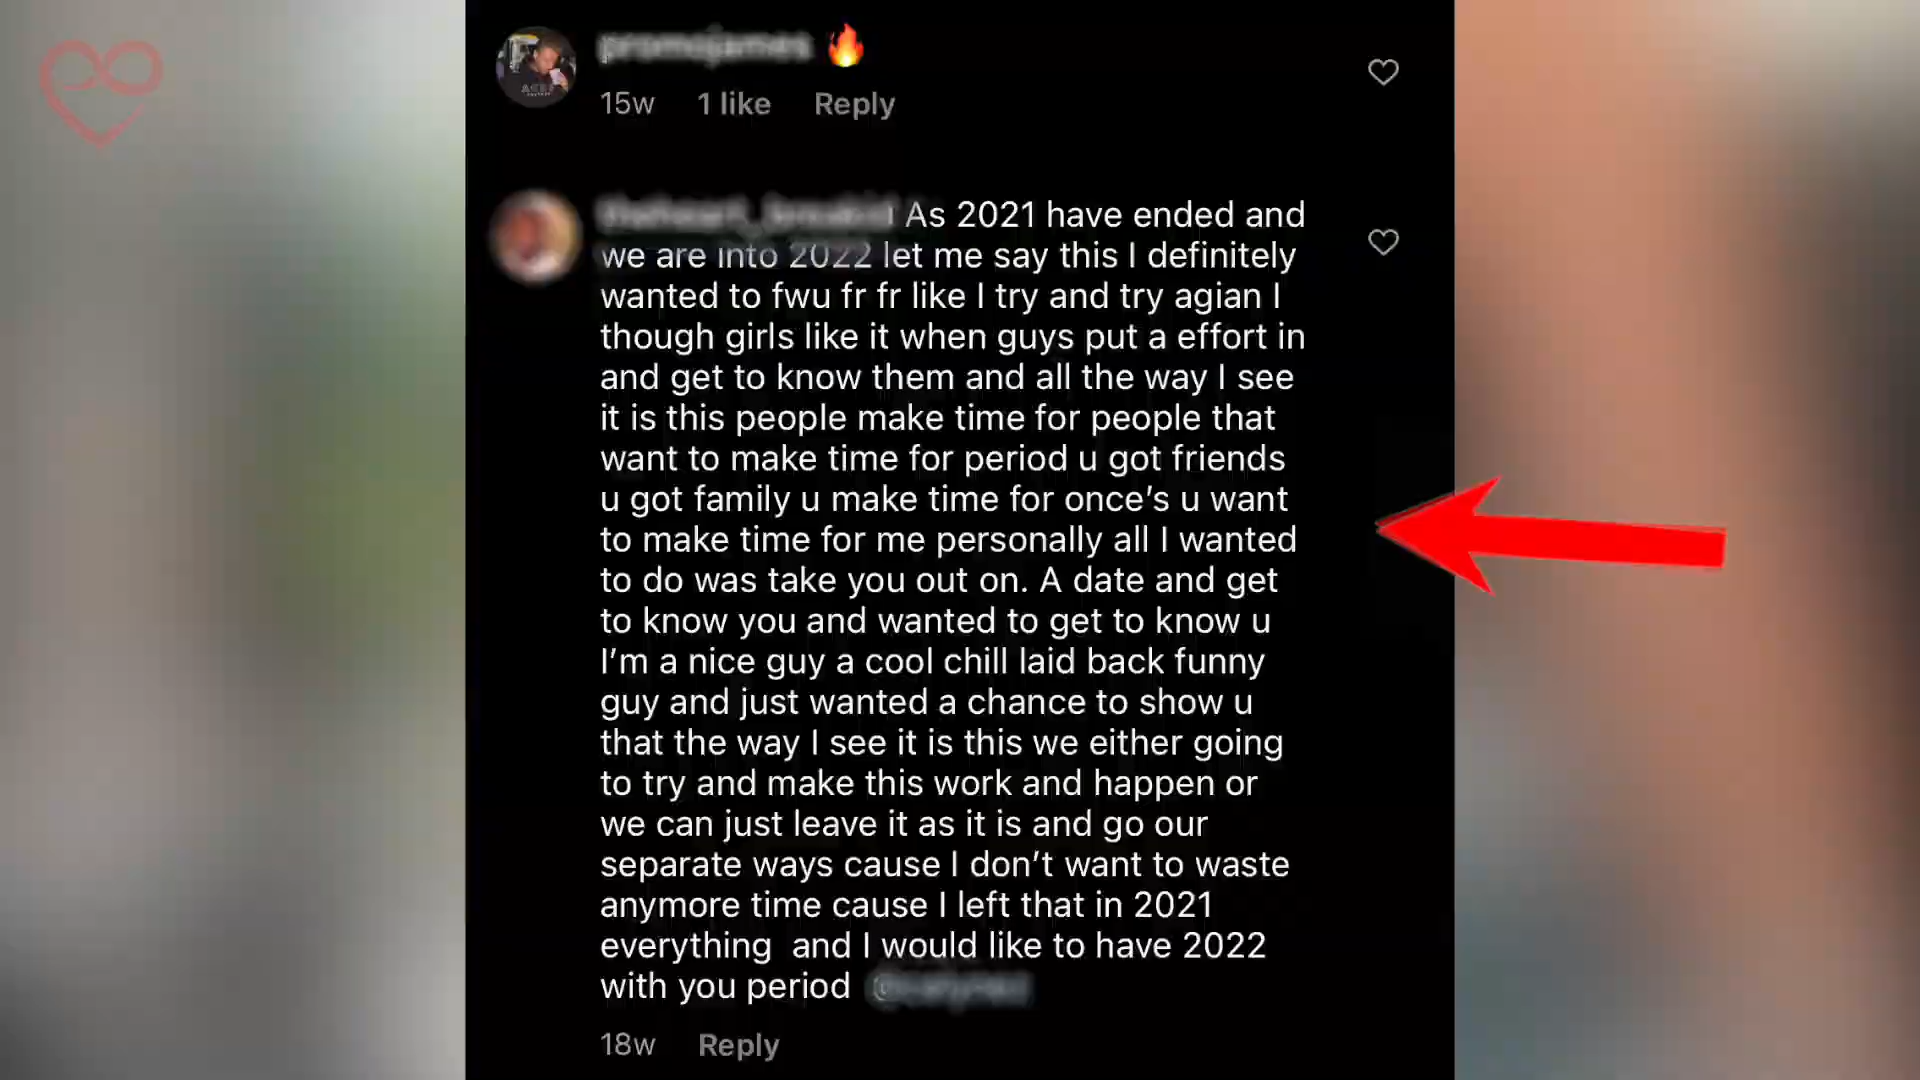 15w 1 like Reply
As 2021 have ended and
we are into 2022 let me say this I definitely
wanted to fwu fr fr like I try and try agian I
though girls like it when guys put a effort in
and get to know them and all the way I see
it is this people make time for people that
want to make time for period u got friends
u got family u make time for once’s u want
to make time for me personally all I wanted
to do was take you out on. A date and get
to know you and wanted to get to know u
I’m a nice guy a cool chill laid back funny
guy and just wanted a chance to show u
that the way I see it is this we either going
to try and make this work and happen or
we can just leave it as it is and go our
separate ways cause I don’t want to waste
anymore time cause I left that in 2021
everything  and I would like to have 2022
with you period
18w Reply